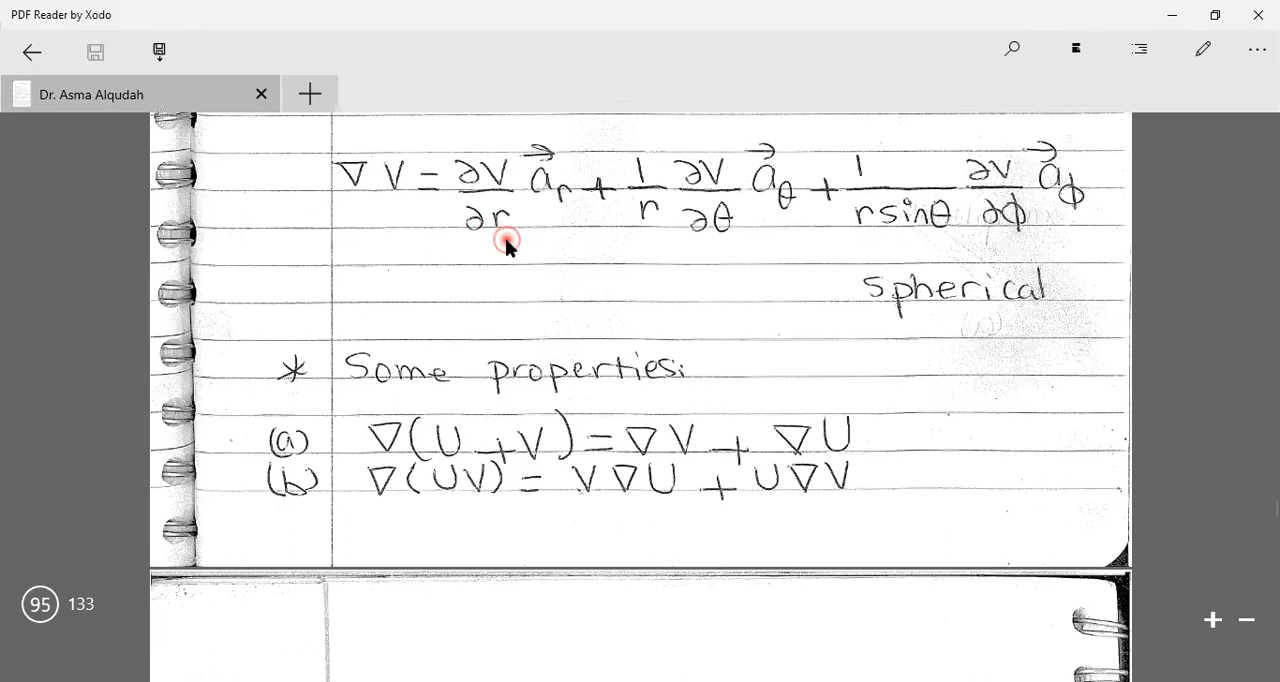 PDF Reader by Xodo
Dr. Asma Alqudah
∇ V = ∂V/∂r a⃗r + 1/r ∂V/∂θ a⃗θ + 1/(r sinθ) ∂V/∂ϕ a⃗ϕ
spherical
* Some properties:
(a) ∇(U + V) = ∇V + ∇U
(b) ∇(UV) = V∇U + U∇V
95 133